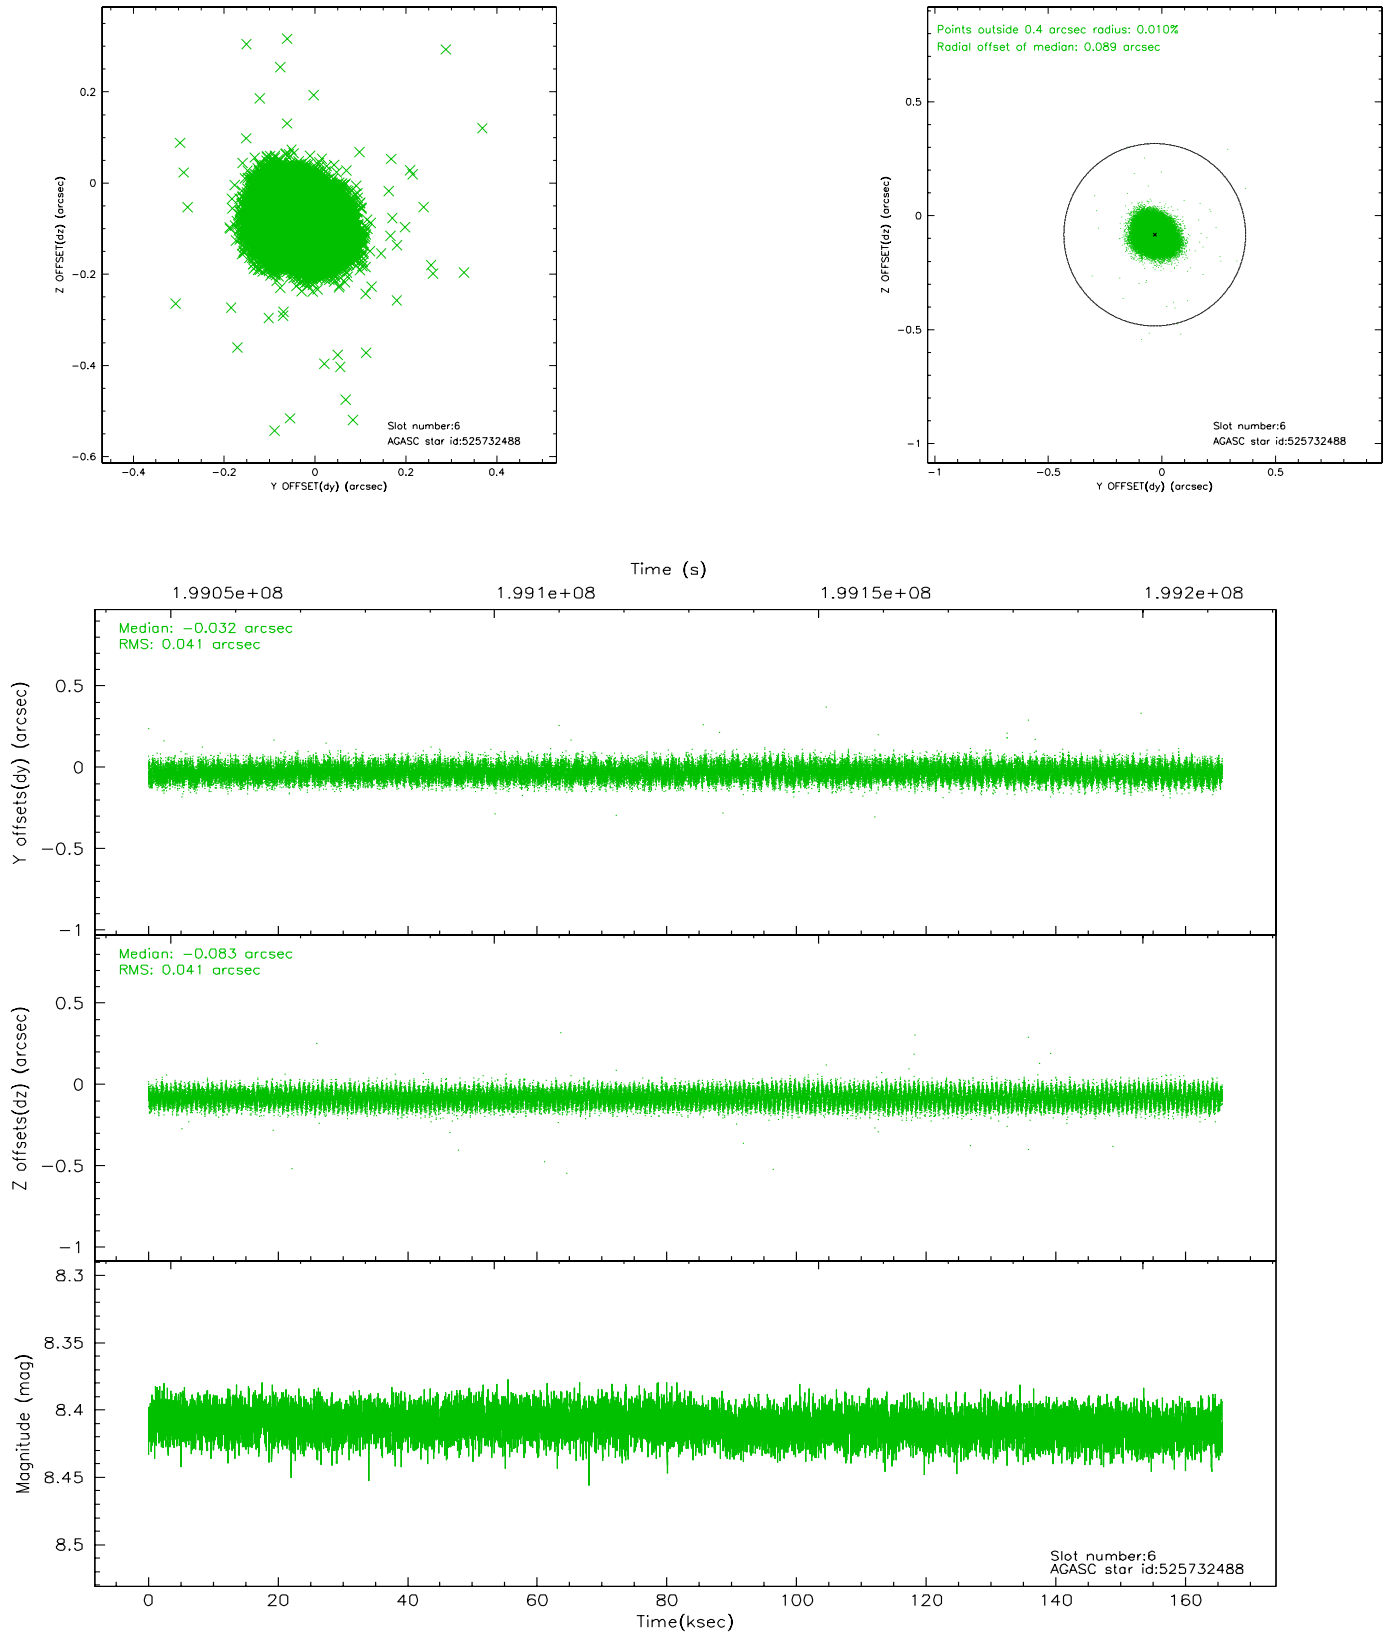 0.2
0
−0.2
−0.4
−0.6
Z OFFSET(dz) (arcsec)
Slot number:6
AGASC star id:525732488
−0.4 −0.2 0 0.2 0.4
Y OFFSET(dy) (arcsec)
Points outside 0.4 arcsec radius: 0.010%
Radial offset of median: 0.089 arcsec
0.5
0
−0.5
−1
Z OFFSET(dz) (arcsec)
Slot number:6
AGASC star id:525732488
−1 −0.5 0 0.5
Y OFFSET(dy) (arcsec)
Time (s)
1.9905e+08 1.991e+08 1.9915e+08 1.992e+08
Median: −0.032 arcsec
RMS: 0.041 arcsec
0.5
0
−0.5
−1
Y offsets(dy) (arcsec)
Median: −0.083 arcsec
RMS: 0.041 arcsec
0.5
0
−0.5
−1
Z offsets(dz) (arcsec)
8.3
8.35
8.4
8.45
8.5
Magnitude (mag)
Slot number:6
AGASC star id:525732488
0 20 40 60 80 100 120 140 160
Time(ksec)